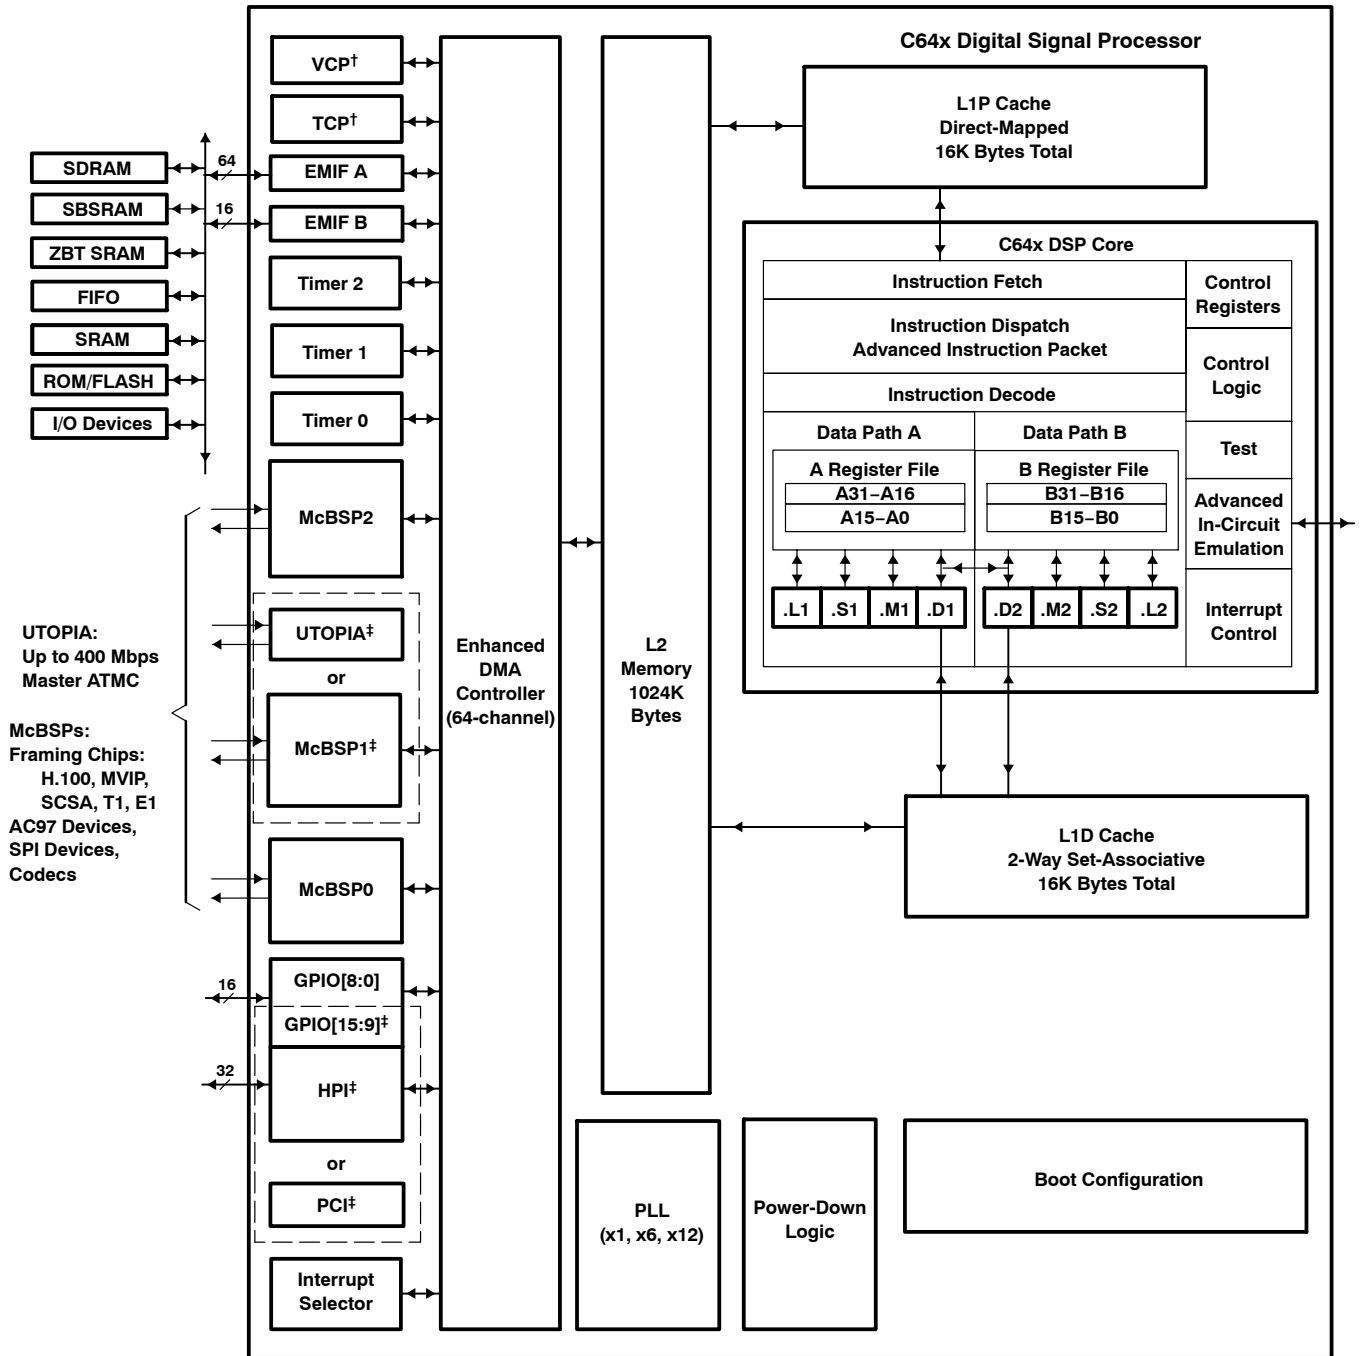 C64x Digital Signal Processor
VCP†
TCP†
EMIF A
EMIF B
Timer 2
Timer 1
Timer 0
McBSP2
UTOPIA‡
or
McBSP1‡
McBSP0
GPIO[8:0]
GPIO[15:9]‡
HPI‡
or
PCI‡
Interrupt
Selector
64
16
16
32
SDRAM
SBSRAM
ZBT SRAM
FIFO
SRAM
ROM/FLASH
I/O Devices
UTOPIA:
Up to 400 Mbps
Master ATMC
McBSPs:
Framing Chips:
H.100, MVIP,
SCSA, T1, E1
AC97 Devices,
SPI Devices,
Codecs
Enhanced
DMA
Controller
(64-channel)
L2
Memory
1024K
Bytes
L1P Cache
Direct-Mapped
16K Bytes Total
C64x DSP Core
Instruction Fetch
Instruction Dispatch
Advanced Instruction Packet
Instruction Decode
Data Path A
Data Path B
A Register File
A31–A16
A15–A0
B Register File
B31–B16
B15–B0
.L1 .S1 .M1 .D1
.D2 .M2 .S2 .L2
Control
Registers
Control
Logic
Test
Advanced
In-Circuit
Emulation
Interrupt
Control
L1D Cache
2-Way Set-Associative
16K Bytes Total
PLL
(x1, x6, x12)
Power-Down
Logic
Boot Configuration